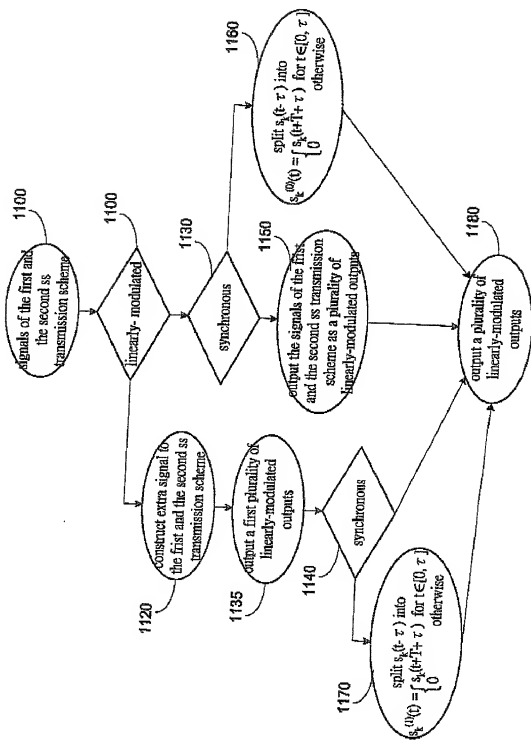 1100
signals of the first and
the second ss
transmission scheme
1100
linearly- modulated
1130
synchronous
1160
split sₖ(t- τ) into
sₖ⁽⁰⁾(t) = { sₖ(t+T+ τ) for t∈[0, τ ]
0 otherwise
1150
output the signals of the frist
and the second ss transmission
scheme as a plurality of
linearly-modulated outputs
1120
construct extra signal fo
the frist and the second ss
transmission scheme
1135
output a first plurality of
linearly-modulated
outputs
1140
synchronous
1170
split sₖ(t- τ) into
sₖ⁽¹⁾(t) = { sₖ(t+T+ τ) for t∈[0, τ ]
0 otherwise
1180
output a plurality of
linearly-modulated
outputs